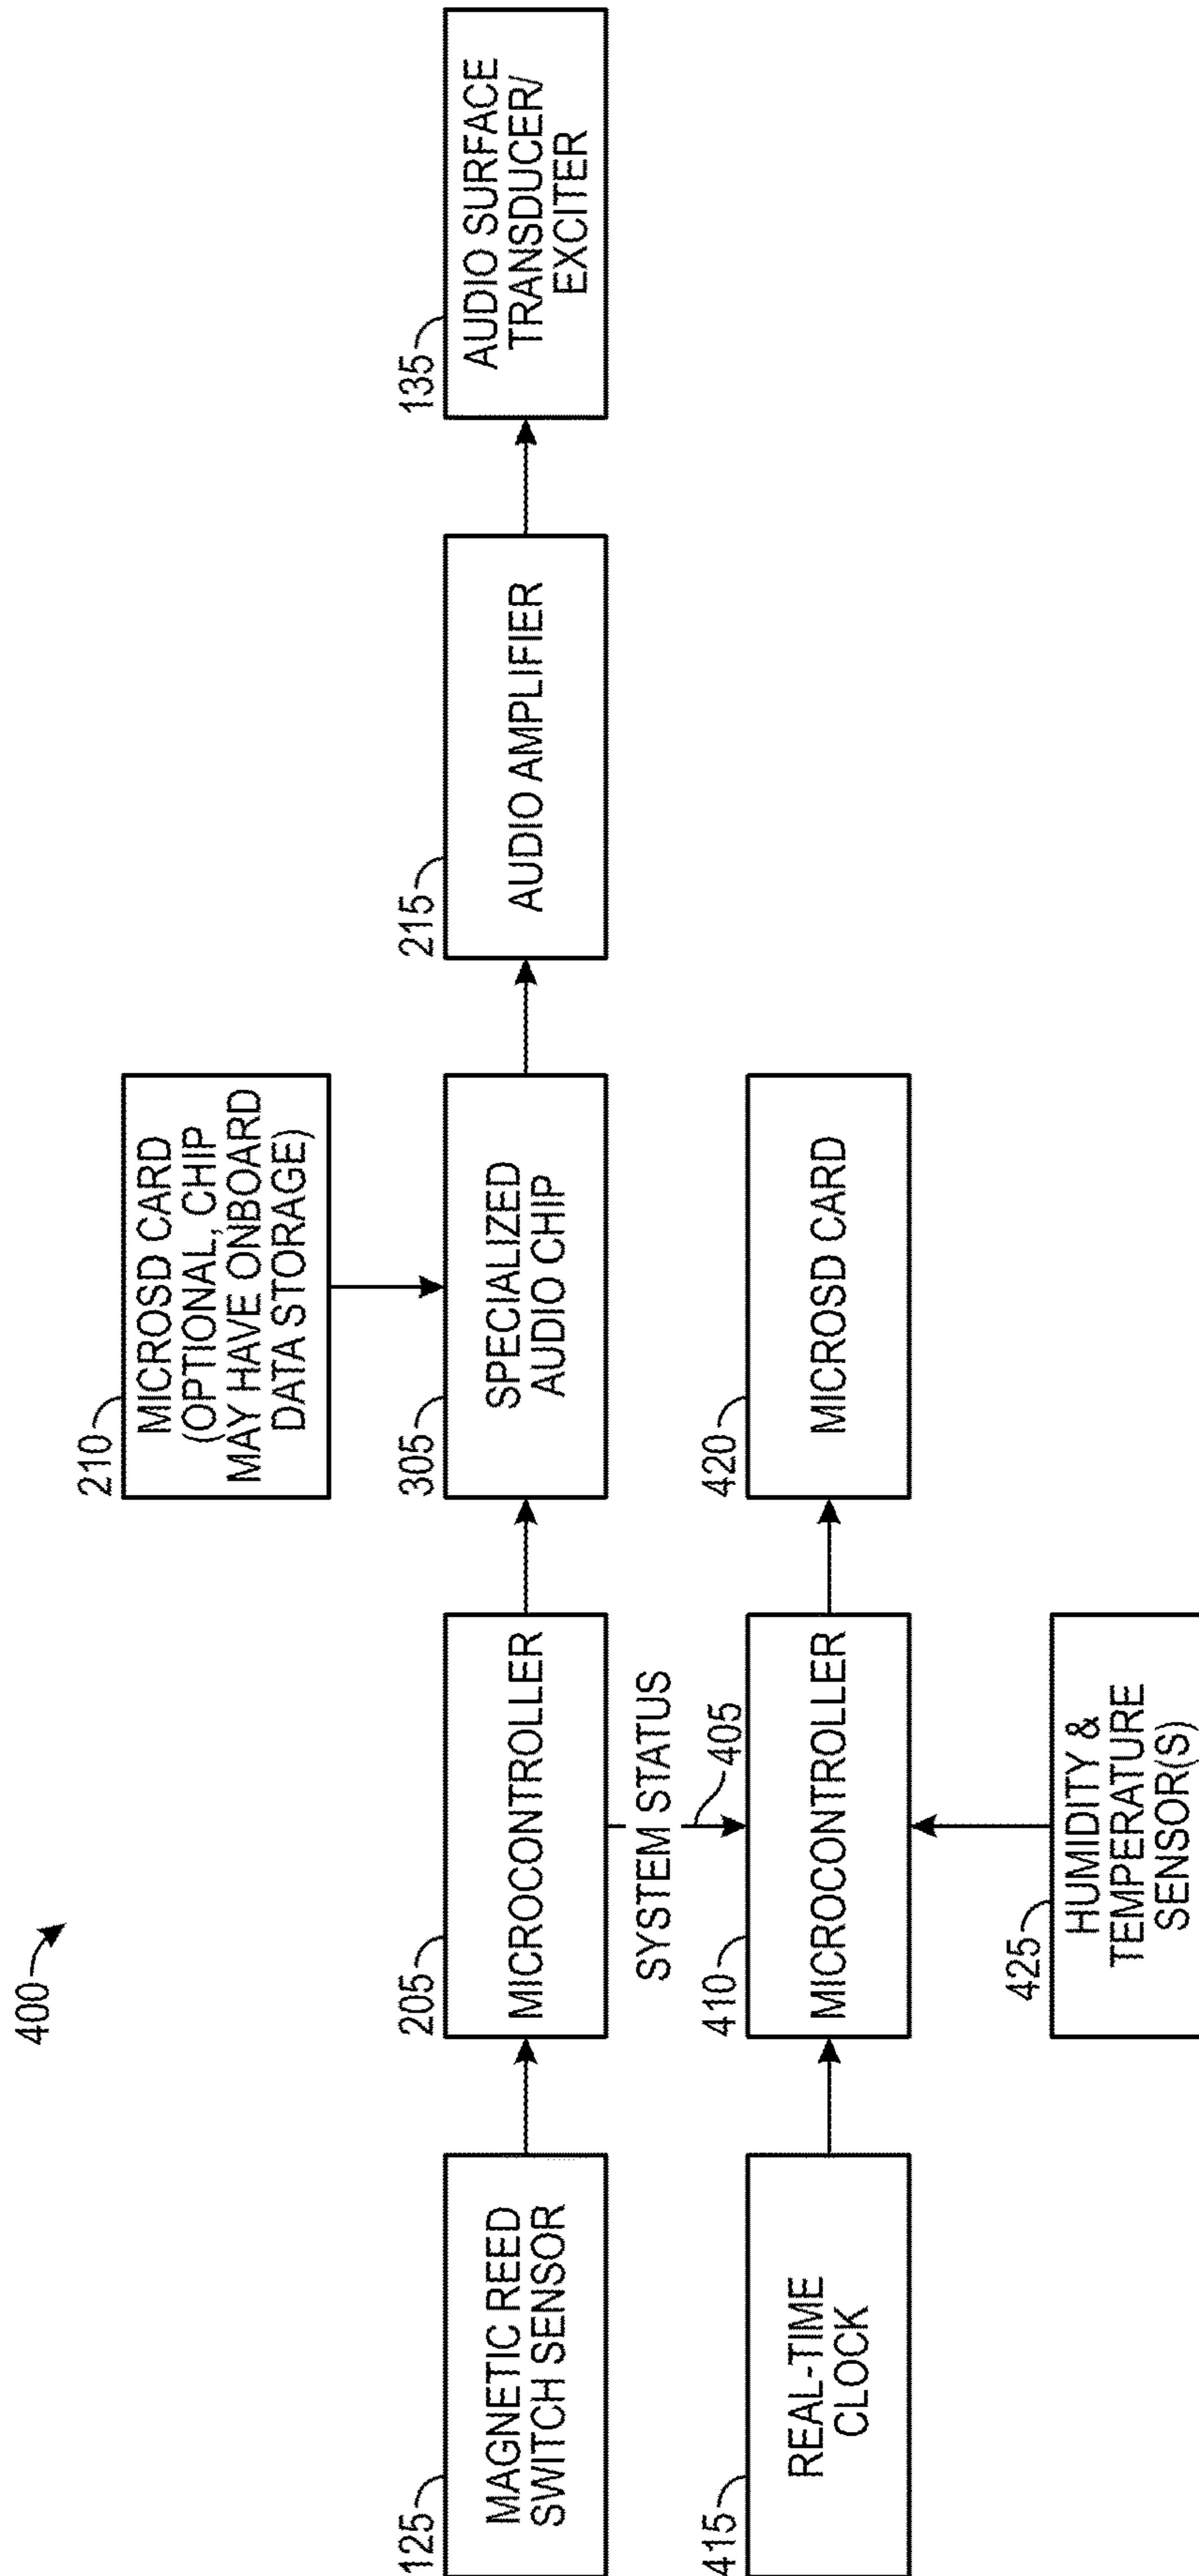 400
210
MICROSD CARD
(OPTIONAL, CHIP
MAY HAVE ONBOARD
DATA STORAGE)
125
MAGNETIC REED
SWITCH SENSOR
205
MICROCONTROLLER
305
SPECIALIZED
AUDIO CHIP
215
AUDIO AMPLIFIER
135
AUDIO SURFACE
TRANSDUCER/
EXCITER
SYSTEM STATUS
405
415
REAL-TIME
CLOCK
410
MICROCONTROLLER
420
MICROSD CARD
425
HUMIDITY &
TEMPERATURE
SENSOR(S)